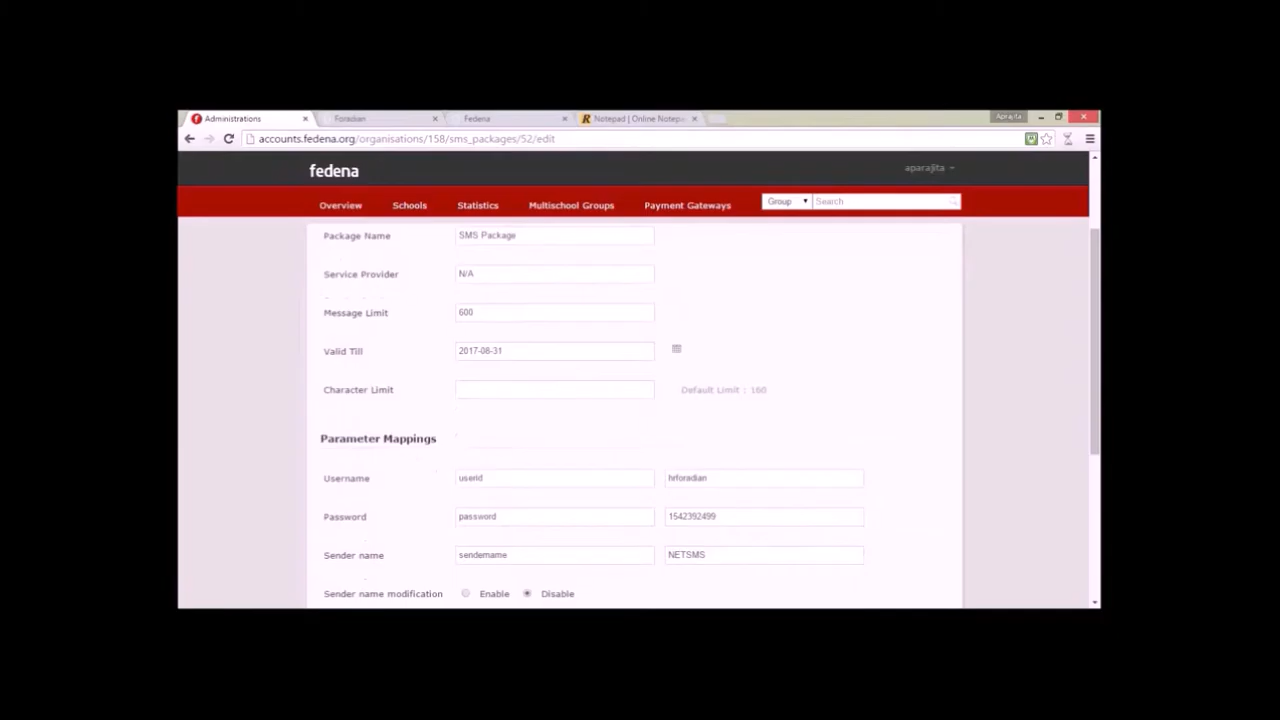 Administrations
Foradian
Fedena
Notepad | Online Notepa
Aprajita
accounts.fedena.org/organisations/158/sms_packages/52/edit
fedena
aparajita
Overview
Schools
Statistics
Multischool Groups
Payment Gateways
Group
Search
Package Name
SMS Package
Service Provider
N/A
Message Limit
600
Valid Till
2017-08-31
Character Limit
Default Limit : 160
Parameter Mappings
Username
userid
hrforadian
Password
password
1542392499
Sender name
sendername
NETSMS
Sender name modification
Enable
Disable